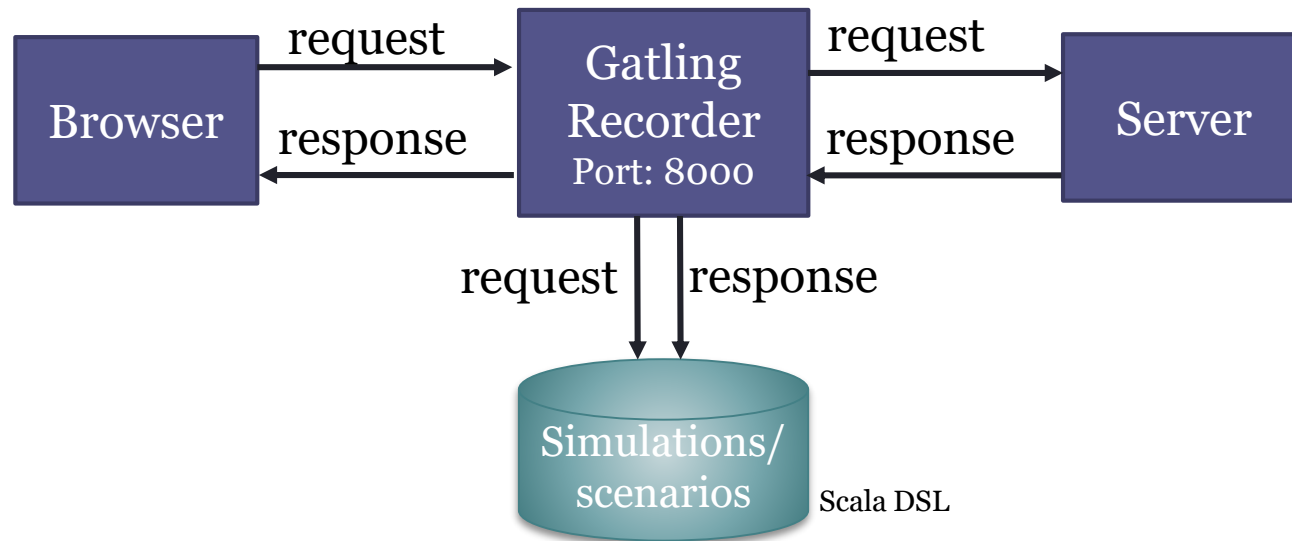 request
request
Gatling
Recorder
Port: 8000
Browser
Server
response
response
request
response
Simulations/
scenarios
Scala DSL